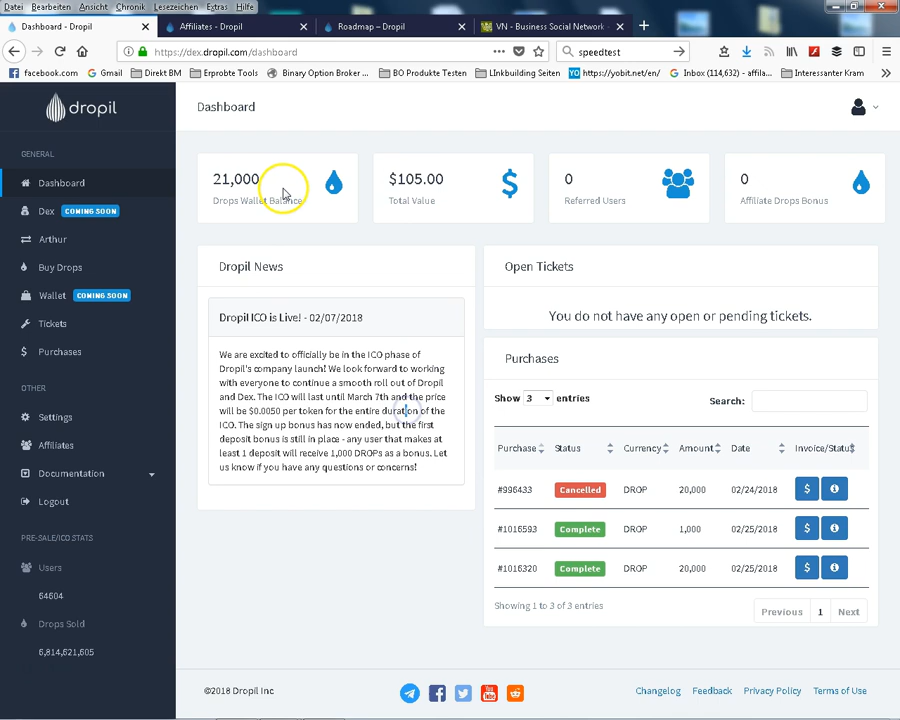 Datei Bearbeiten Ansicht Chronik Lesezeichen Extras Hilfe
Dashboard - Dropil
Affiliates - Dropil
Roadmap – Dropil
VN - Business Social Network -
https://dex.dropil.com/dashboard
speedtest
facebook.com
Gmail
Direkt BM
Erprobte Tools
Binary Option Broker ...
BO Produkte Testen
LInkbuilding Seiten
https://yobit.net/en/
Inbox (114,632) - affilia...
Interessanter Kram
dropil
Dashboard
GENERAL
Dashboard
Dex COMING SOON
Arthur
Buy Drops
Wallet COMING SOON
Tickets
Purchases
OTHER
Settings
Affiliates
Documentation
Logout
PRE-SALE/ICO STATS
Users
64604
Drops Sold
6,814,621,605
21,000
Drops Wallet Balance
$105.00
Total Value
0
Referred Users
0
Affiliate Drops Bonus
Dropil News
Dropil ICO is Live! - 02/07/2018
We are excited to officially be in the ICO phase of
Dropil's company launch! We look forward to working
with everyone to continue a smooth roll out of Dropil
and Dex. The ICO will last until March 7th and the price
will be $0.0050 per token for the entire duration of the
ICO. The sign up bonus has now ended, but the first
deposit bonus is still in place - any user that makes at
least 1 deposit will receive 1,000 DROPs as a bonus. Let
us know if you have any questions or concerns!
Open Tickets
You do not have any open or pending tickets.
Purchases
Show 3 entries
Search:
Purchase Status Currency Amount Date Invoice/Status
#996433 Cancelled DROP 20,000 02/24/2018
#1016593 Complete DROP 1,000 02/25/2018
#1016320 Complete DROP 20,000 02/25/2018
Showing 1 to 3 of 3 entries
Previous 1 Next
©2018 Dropil Inc
Changelog Feedback Privacy Policy Terms of Use